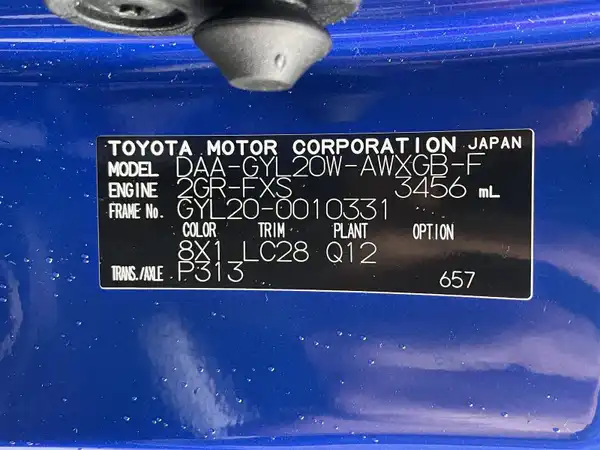 TOYOTA MOTOR CORPORATION JAPAN
MODEL DAA-GYL20W-AWXGB-F
ENGINE 2GR-FXS 3456 mL
FRAME No. GYL20-0010331
COLOR TRIM PLANT OPTION
8X1 LC28 Q12
TRANS./AXLE P313 657